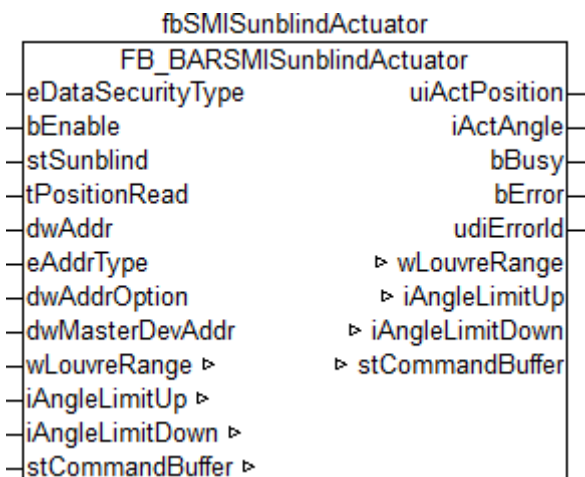 fbSMISunblindActuator
FB_BARSMISunblindActuator
eDataSecurityType uiActPosition
bEnable iActAngle
stSunblind bBusy
tPositionRead bError
dwAddr udiErrorId
eAddrType ▹ wLouvreRange
dwAddrOption ▹ iAngleLimitUp
dwMasterDevAddr ▹ iAngleLimitDown
wLouvreRange ▹ ▹ stCommandBuffer
iAngleLimitUp ▹
iAngleLimitDown ▹
stCommandBuffer ▹